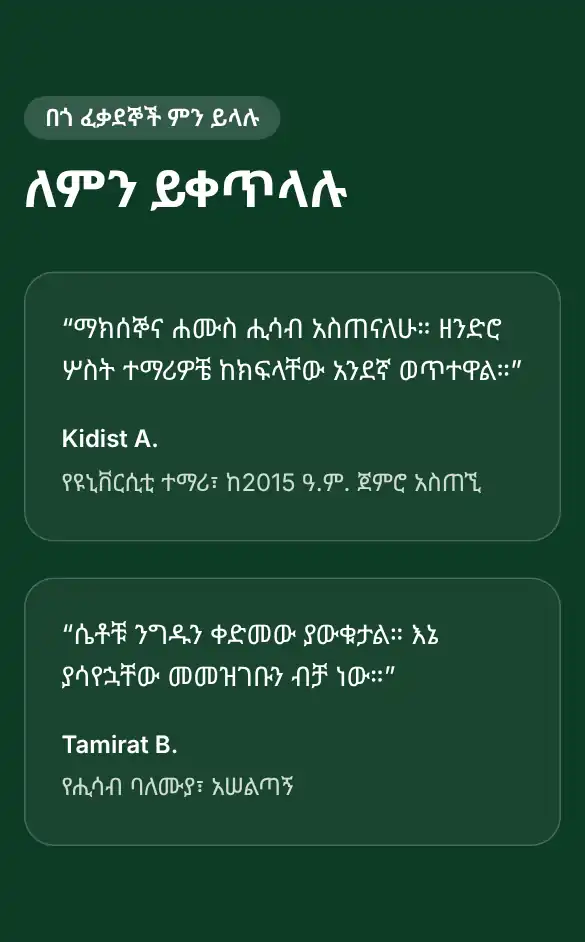 በጎ ፈቃደኞች ምን ይላሉ
ለምን ይቀጥላሉ
“ማክሰኞና ሐሙስ ሒሳብ አስጠናለሁ። ዘንድሮ
ሦስት ተማሪዎቼ ከክፍላቸው አንደኛ ወጥተዋል።”
Kidist A.
የዩኒቨርሲቲ ተማሪ፣ ከ2015 ዓ.ም. ጀምሮ አስጠኚ
“ሴቶቹ ንግዱን ቀድመው ያውቁታል። እኔ
ያሳየኋቸው መመዝገቡን ብቻ ነው።”
Tamirat B.
የሒሳብ ባለሙያ፣ አሠልጣኝ